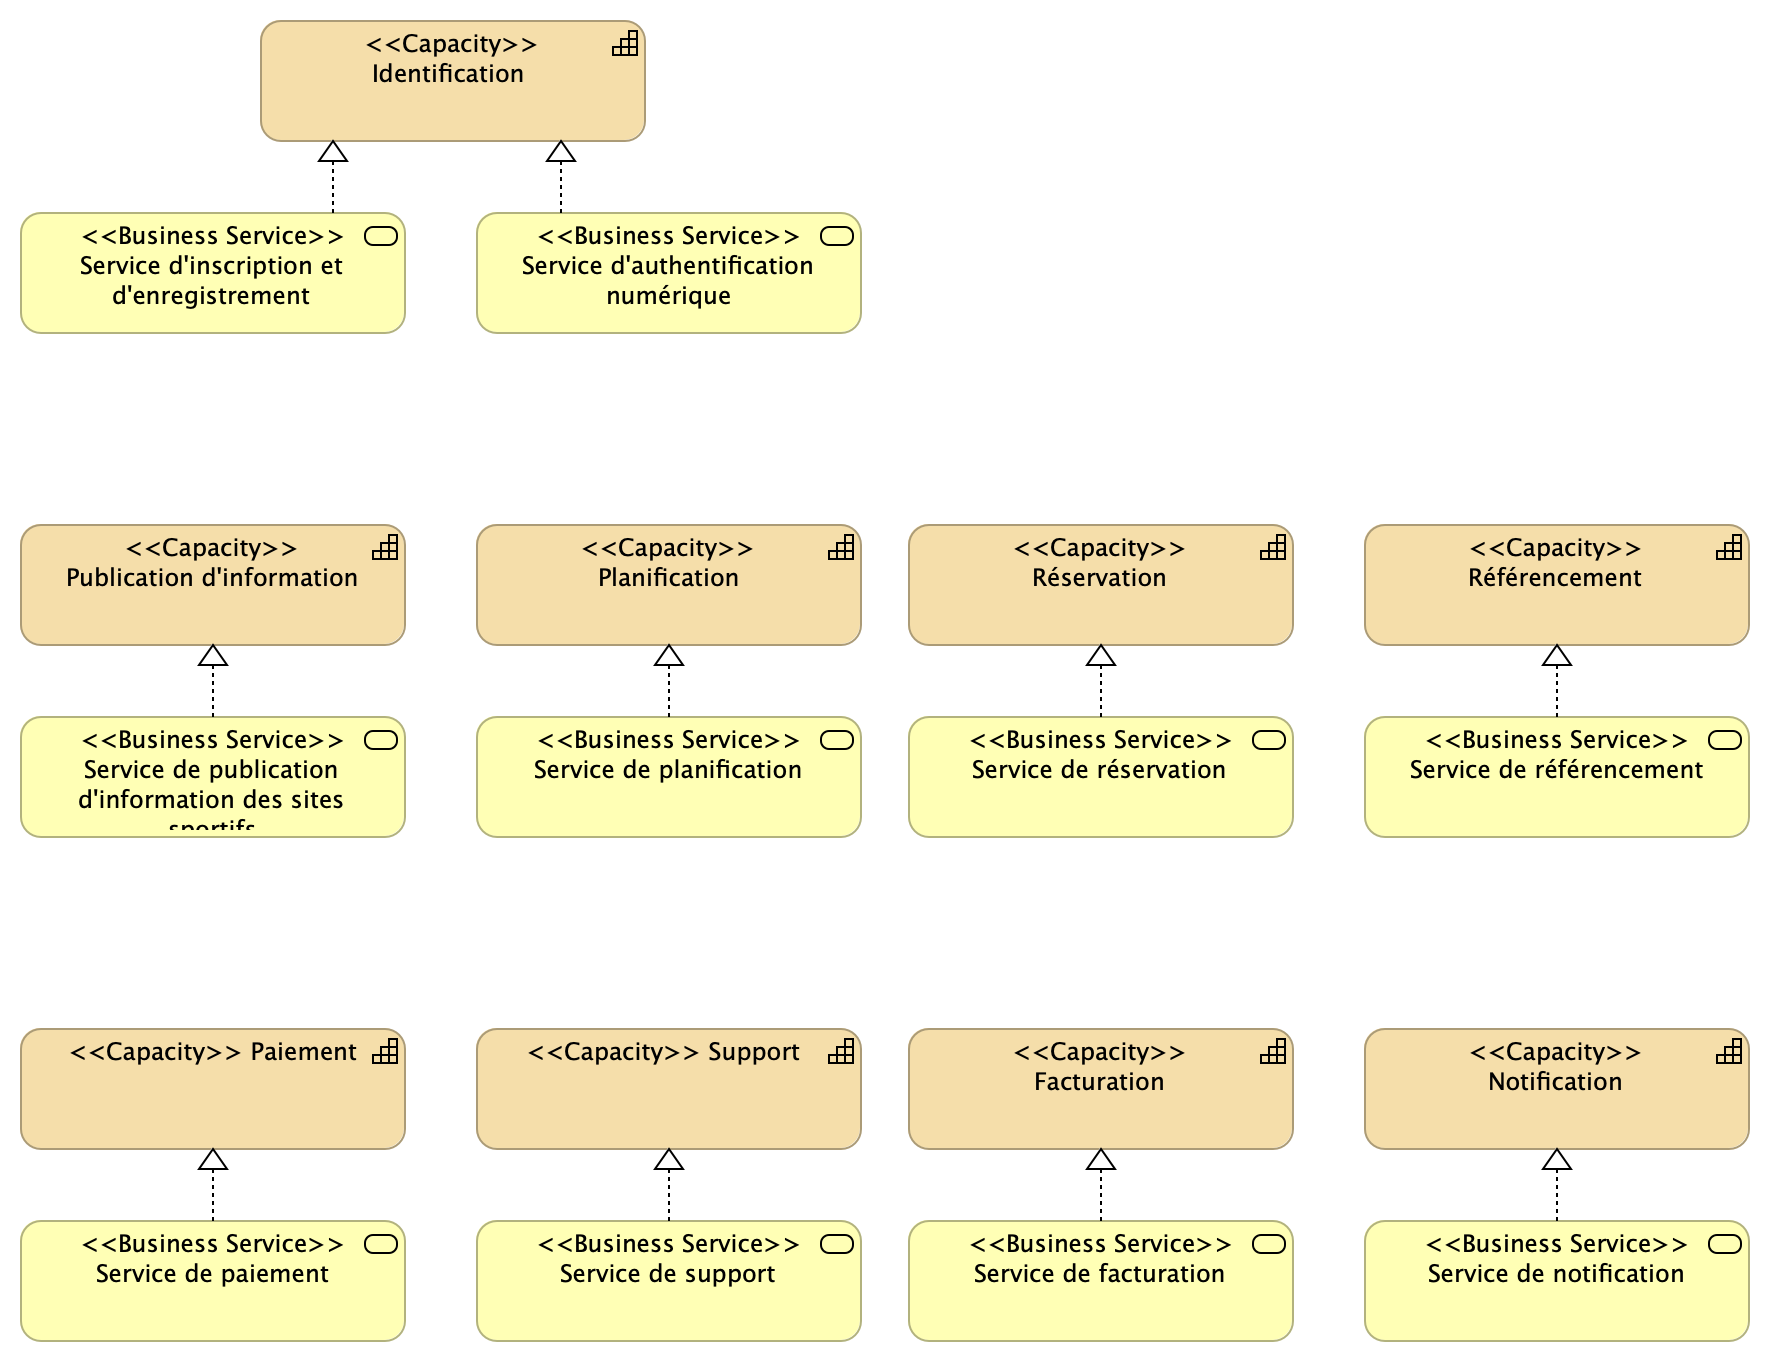 <<Capacity>>
Identification
<<Business Service>>
Service d'inscription et
d'enregistrement
<<Business Service>>
Service d'authentification
numérique
<<Capacity>>
Publication d'information
<<Capacity>>
Planification
<<Capacity>>
Réservation
<<Capacity>>
Référencement
<<Business Service>>
Service de publication
d'information des sites
sportifs
<<Business Service>>
Service de planification
<<Business Service>>
Service de réservation
<<Business Service>>
Service de référencement
<<Capacity>> Paiement
<<Capacity>> Support
<<Capacity>>
Facturation
<<Capacity>>
Notification
<<Business Service>>
Service de paiement
<<Business Service>>
Service de support
<<Business Service>>
Service de facturation
<<Business Service>>
Service de notification